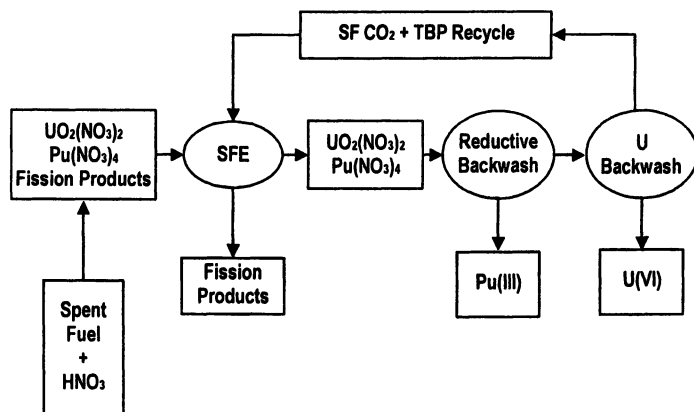 SF CO₂ + TBP Recycle
UO₂(NO₃)₂
Pu(NO₃)₄
Fission Products
SFE
UO₂(NO₃)₂
Pu(NO₃)₄
Reductive
Backwash
U
Backwash
Fission
Products
Pu(III)
U(VI)
Spent
Fuel
+
HNO₃